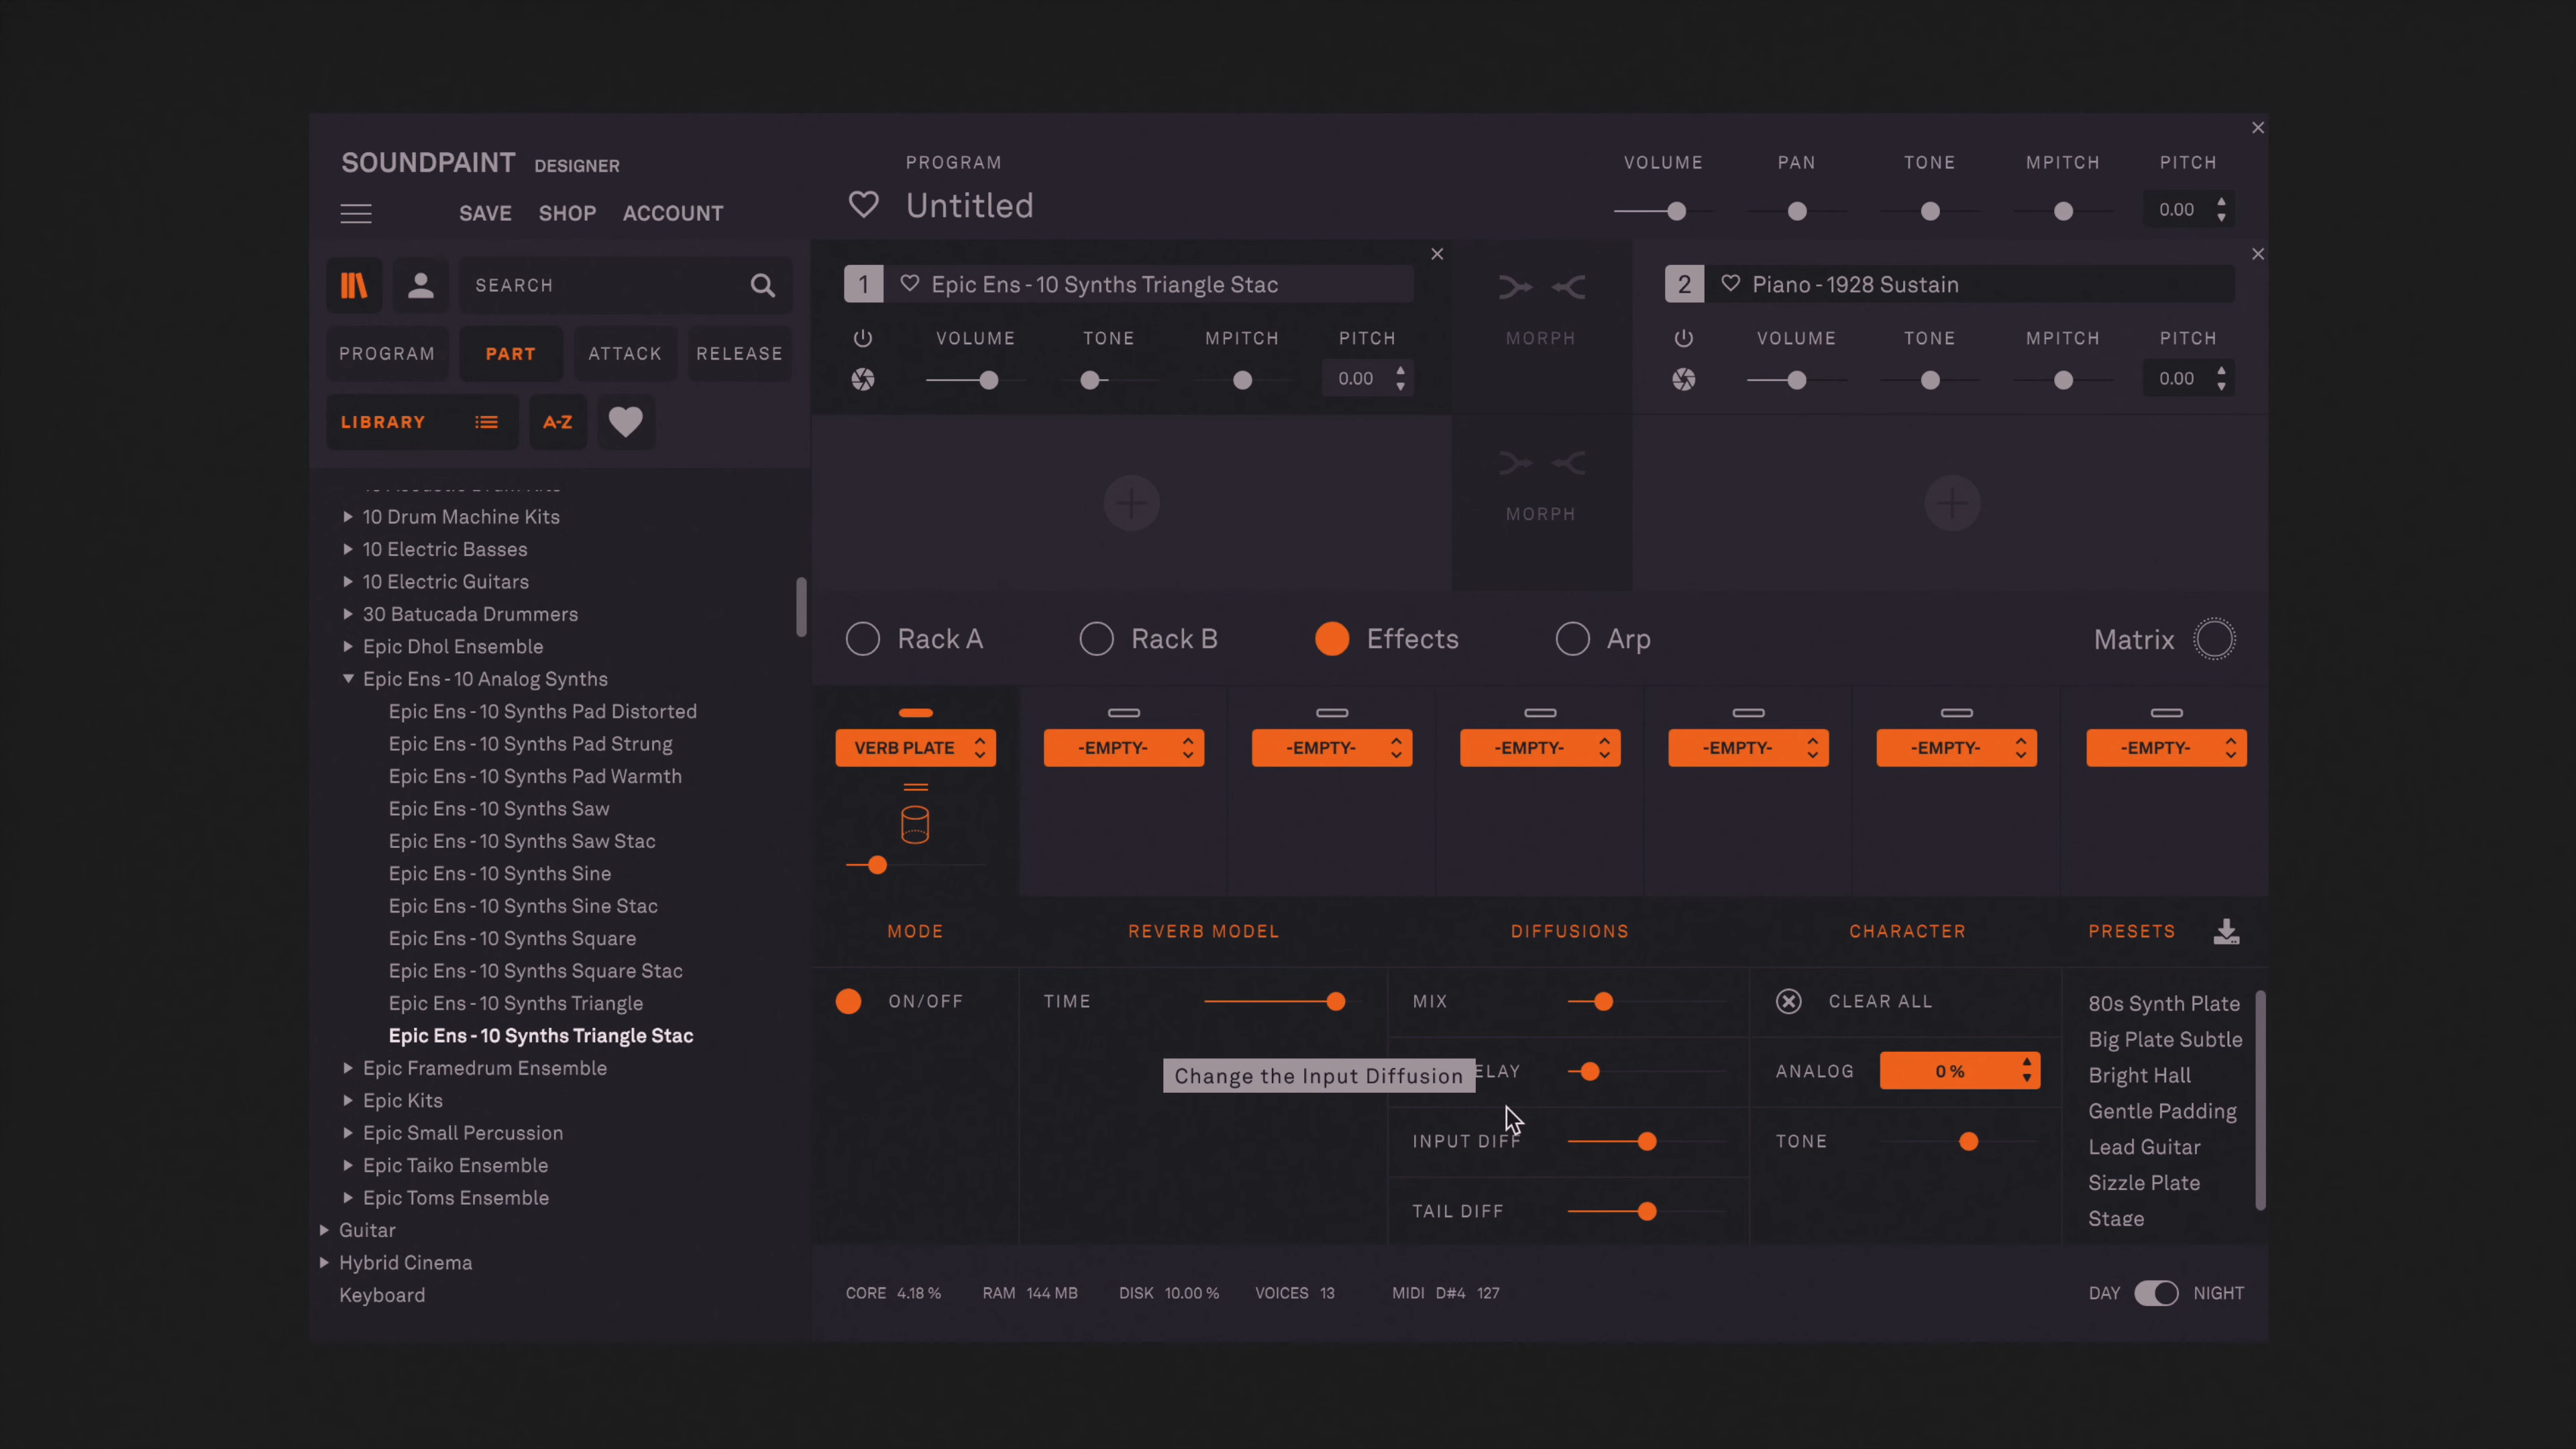 SOUNDPAINT DESIGNER
SAVE SHOP ACCOUNT
PROGRAM
Untitled
VOLUME PAN TONE MPITCH PITCH
0.00
SEARCH
PROGRAM PART ATTACK RELEASE
LIBRARY A-Z
10 Drum Machine Kits
10 Electric Basses
10 Electric Guitars
30 Batucada Drummers
Epic Dhol Ensemble
Epic Ens - 10 Analog Synths
Epic Ens - 10 Synths Pad Distorted
Epic Ens - 10 Synths Pad Strung
Epic Ens - 10 Synths Pad Warmth
Epic Ens - 10 Synths Saw
Epic Ens - 10 Synths Saw Stac
Epic Ens - 10 Synths Sine
Epic Ens - 10 Synths Sine Stac
Epic Ens - 10 Synths Square
Epic Ens - 10 Synths Square Stac
Epic Ens - 10 Synths Triangle
Epic Ens - 10 Synths Triangle Stac
Epic Framedrum Ensemble
Epic Kits
Epic Small Percussion
Epic Taiko Ensemble
Epic Toms Ensemble
Guitar
Hybrid Cinema
Keyboard
1 Epic Ens - 10 Synths Triangle Stac
VOLUME TONE MPITCH PITCH
0.00
MORPH
2 Piano - 1928 Sustain
VOLUME TONE MPITCH PITCH
0.00
MORPH
Rack A Rack B Effects Arp Matrix
VERB PLATE -EMPTY- -EMPTY- -EMPTY- -EMPTY- -EMPTY- -EMPTY-
MODE REVERB MODEL DIFFUSIONS CHARACTER PRESETS
ON/OFF
TIME
MIX
Change the Input Diffusion
ELAY
INPUT DIFF
TAIL DIFF
CLEAR ALL
ANALOG 0 %
TONE
80s Synth Plate
Big Plate Subtle
Bright Hall
Gentle Padding
Lead Guitar
Sizzle Plate
Stage
CORE 4.18 % RAM 144 MB DISK 10.00 % VOICES 13 MIDI D#4 127
DAY NIGHT